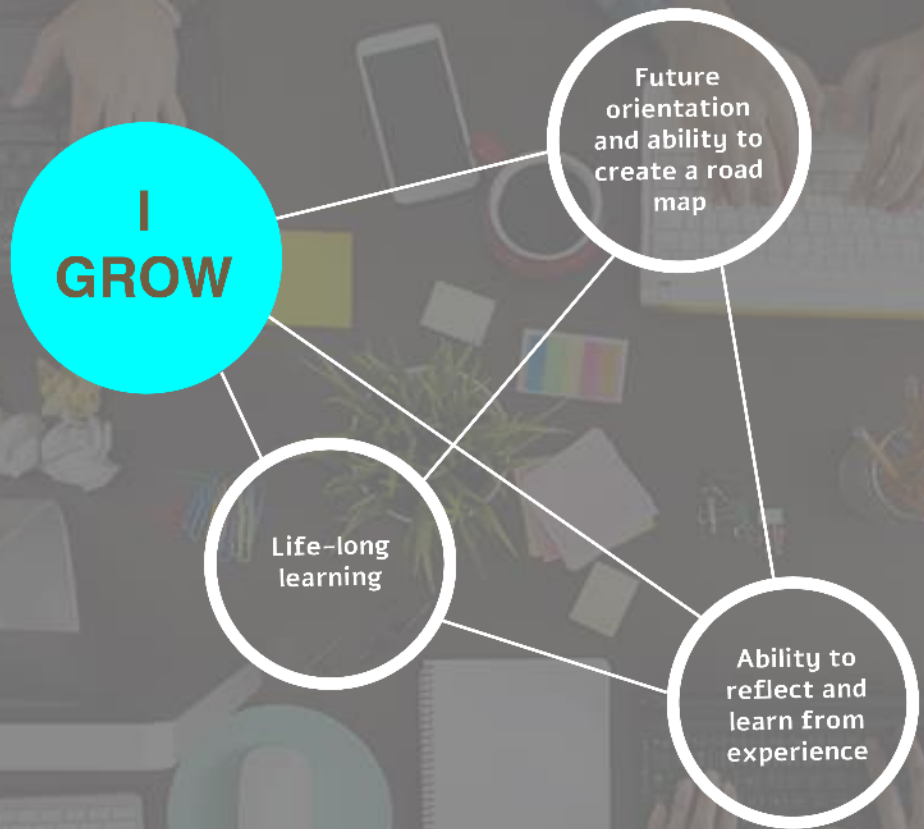 I
GROW
Future
orientation
and ability to
create a road
map
Life-long
learning
Ability to
reflect and
learn from
experience